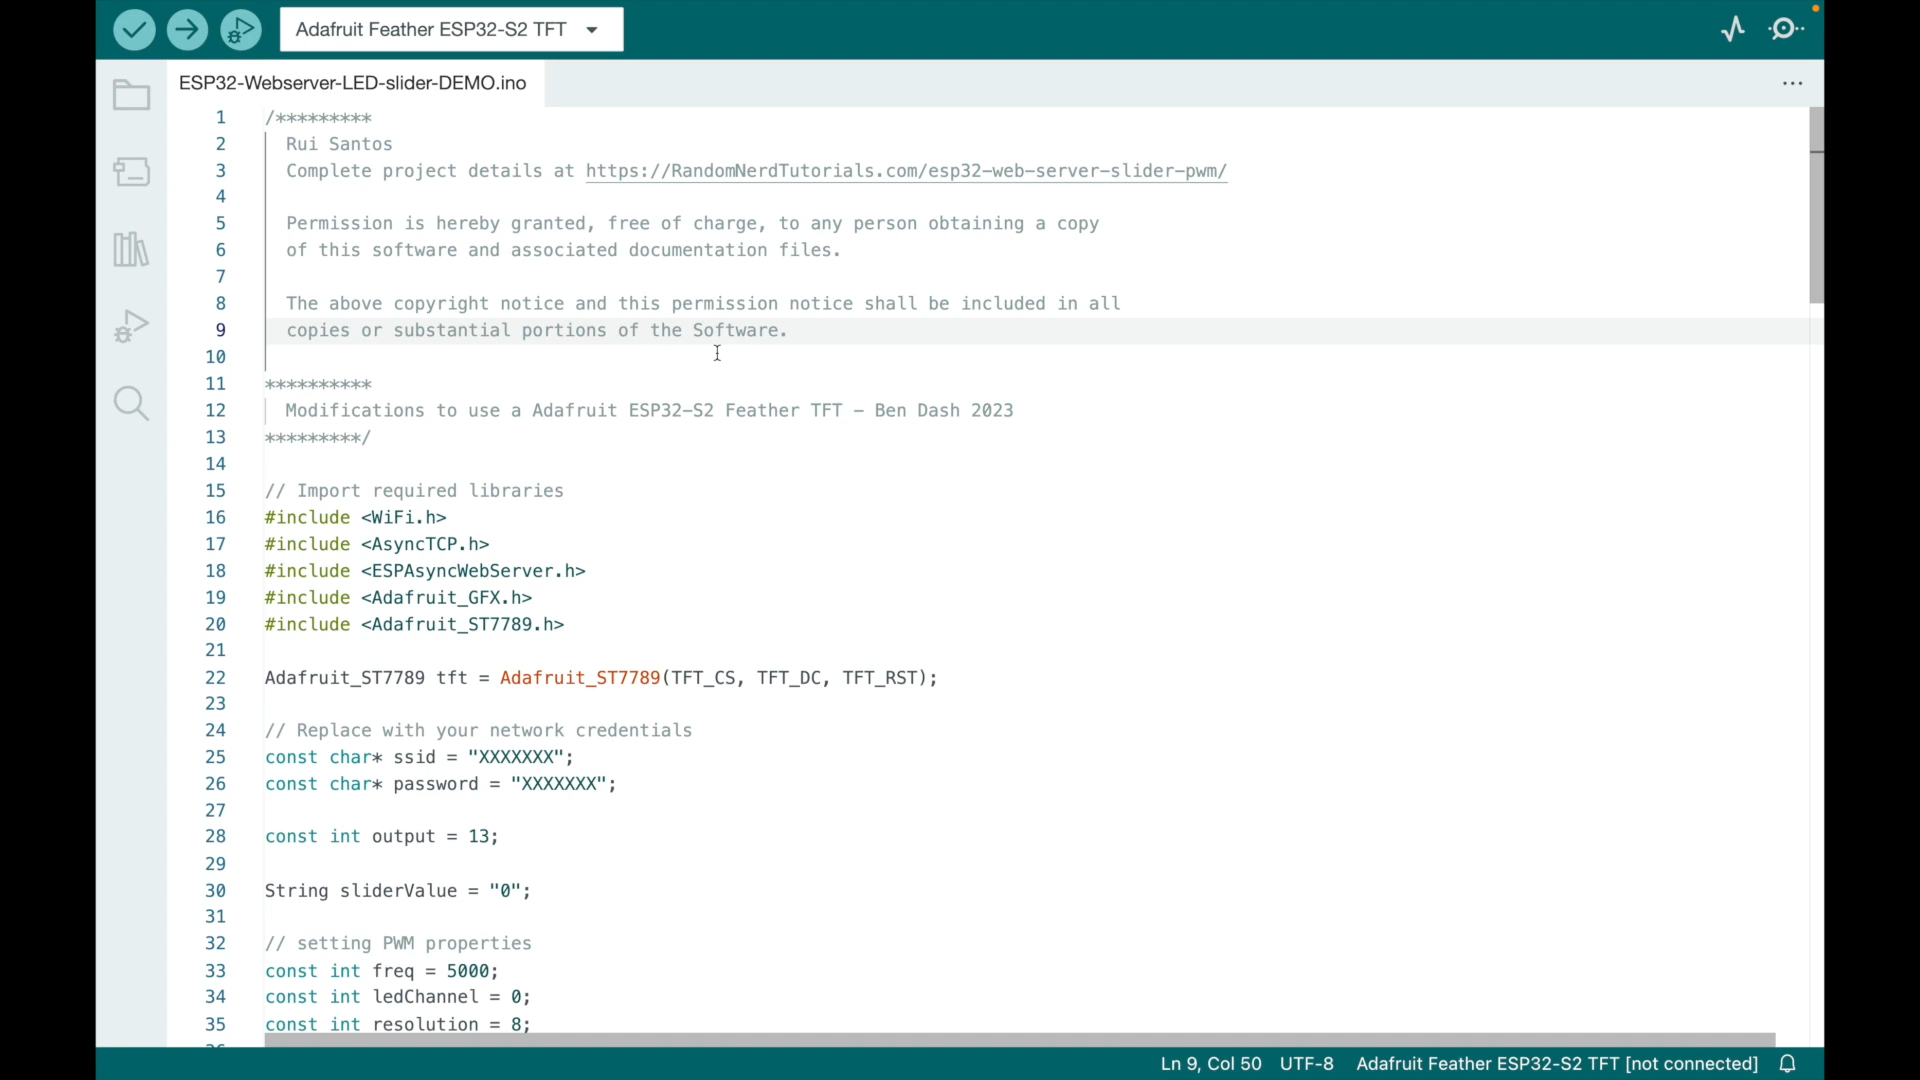 Adafruit Feather ESP32-S2 TFT
ESP32-Webserver-LED-slider-DEMO.ino
1 /*********
2 Rui Santos
3 Complete project details at https://RandomNerdTutorials.com/esp32-web-server-slider-pwm/
4
5 Permission is hereby granted, free of charge, to any person obtaining a copy
6 of this software and associated documentation files.
7
8 The above copyright notice and this permission notice shall be included in all
9 copies or substantial portions of the Software.
10
11 **********
12 Modifications to use a Adafruit ESP32-S2 Feather TFT - Ben Dash 2023
13 *********/
14
15 // Import required libraries
16 #include <WiFi.h>
17 #include <AsyncTCP.h>
18 #include <ESPAsyncWebServer.h>
19 #include <Adafruit_GFX.h>
20 #include <Adafruit_ST7789.h>
21
22 Adafruit_ST7789 tft = Adafruit_ST7789(TFT_CS, TFT_DC, TFT_RST);
23
24 // Replace with your network credentials
25 const char* ssid = "XXXXXXX";
26 const char* password = "XXXXXXX";
27
28 const int output = 13;
29
30 String sliderValue = "0";
31
32 // setting PWM properties
33 const int freq = 5000;
34 const int ledChannel = 0;
35 const int resolution = 8;
Ln 9, Col 50 UTF-8 Adafruit Feather ESP32-S2 TFT [not connected]